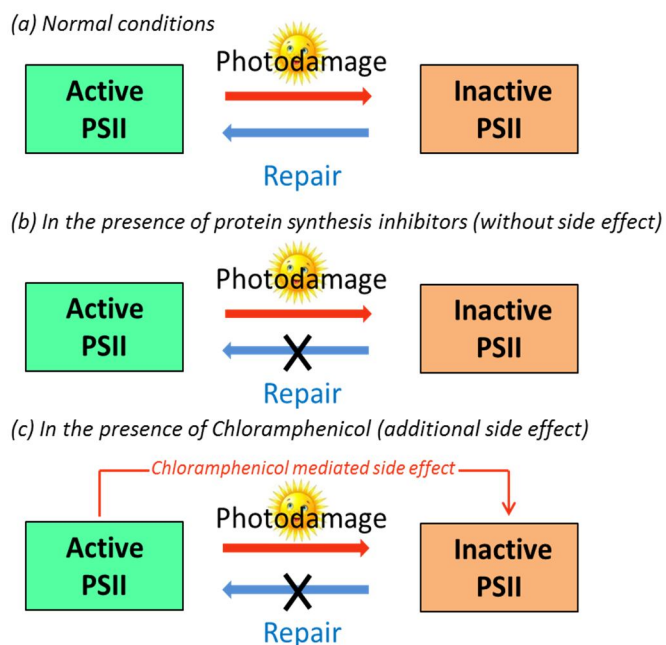 (a) Normal conditions
Photodamage
Active
PSII
Inactive
PSII
Repair
(b) In the presence of protein synthesis inhibitors (without side effect)
Photodamage
Active
PSII
Inactive
PSII
Repair
(c) In the presence of Chloramphenicol (additional side effect)
Chloramphenicol mediated side effect
Photodamage
Active
PSII
Inactive
PSII
Repair